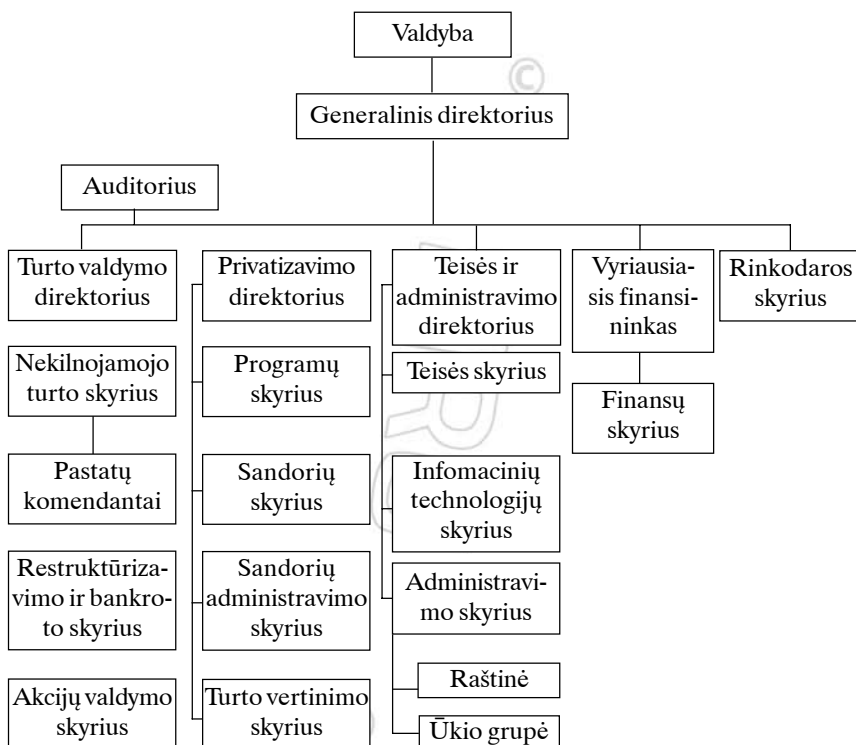 Valdyba
©
Generalinis direktorius
Auditorius
Turto valdymo
direktorius
Privatizavimo
direktorius
Teisės ir
administravimo
direktorius
Vyriausia-
sis finansi-
ninkas
Rinkodaros
skyrius
Nekilnojamojo
turto skyrius
Programų
skyrius
Teisės skyrius
Finansų
skyrius
Pastatų
komendantai
Sandorių
skyrius
Infomacinių
technologijų
skyrius
Restruktūriza-
vimo ir bankro-
to skyrius
Sandorių
administravimo
skyrius
Administravi-
mo skyrius
Raštinė
Akcijų valdymo
skyrius
Turto vertinimo
skyrius
Ūkio grupė